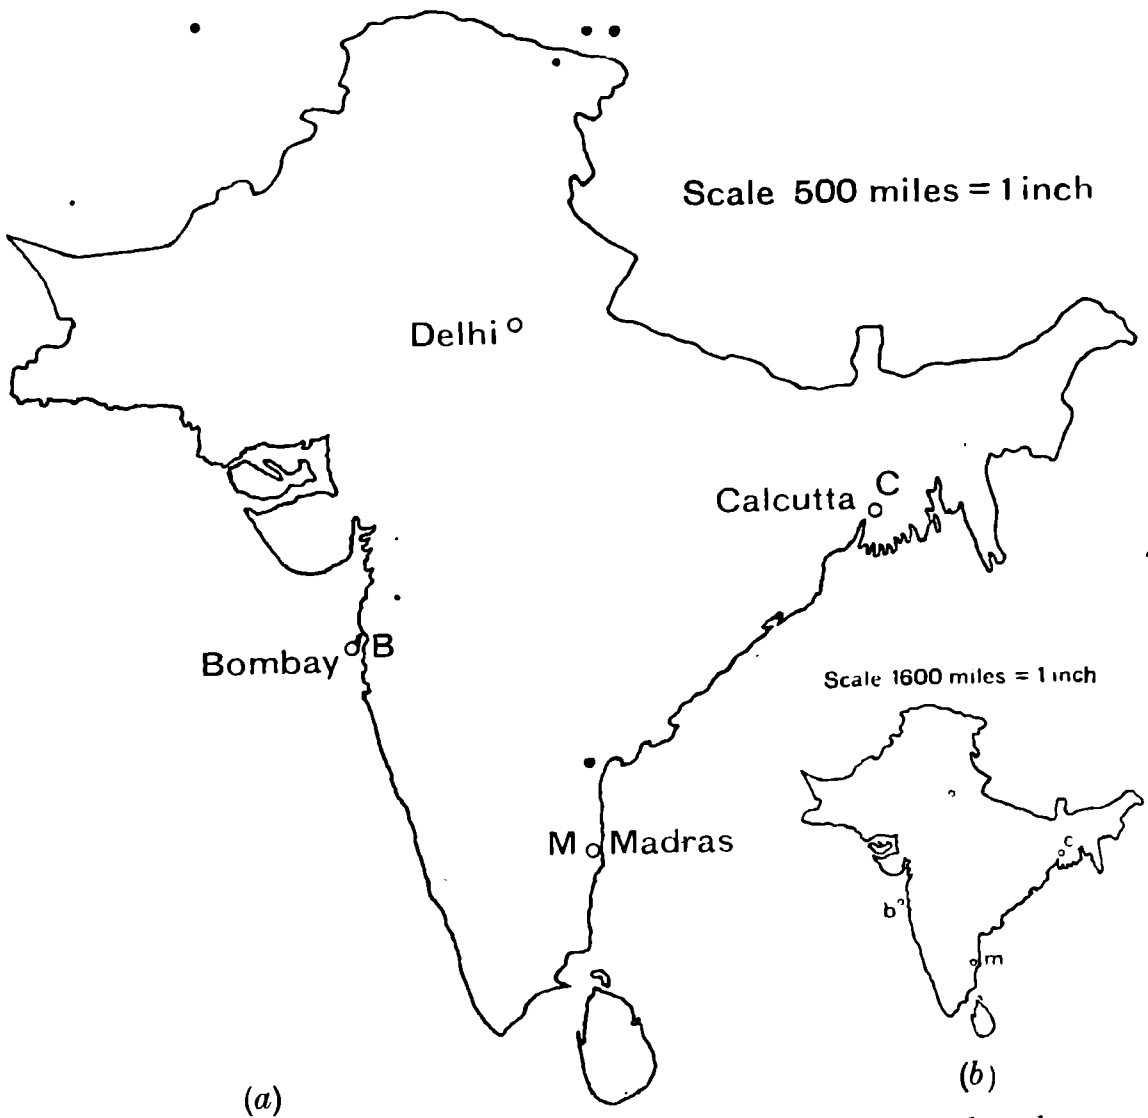 Scale 500 miles = 1 inch
Delhi
C
Calcutta
Bombay B
Scale 1600 miles = 1 inch
M Madras
c
b
m
(a)
(b)